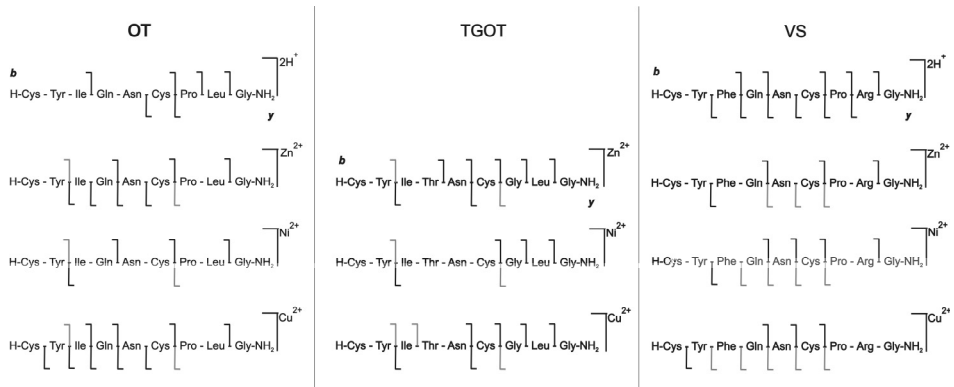 OT
b
2H+
H-Cys - Tyr - Ile - Gln - Asn - Cys - Pro - Leu - Gly-NH2
y
Zn2+
H-Cys - Tyr - Ile - Gln - Asn - Cys - Pro - Leu - Gly-NH2
Ni2+
H-Cys - Tyr - Ile - Gln - Asn - Cys - Pro - Leu - Gly-NH2
Cu2+
H-Cys - Tyr - Ile - Gln - Asn - Cys - Pro - Leu - Gly-NH2
TGOT
b
Zn2+
H-Cys - Tyr - Ile - Thr - Asn - Cys - Gly - Leu - Gly-NH2
y
Ni2+
H-Cys - Tyr - Ile - Thr - Asn - Cys - Gly - Leu - Gly-NH2
Cu2+
H-Cys - Tyr - Ile - Thr - Asn - Cys - Gly - Leu - Gly-NH2
VS
b
2H+
H-Cys - Tyr - Phe - Gln - Asn - Cys - Pro - Arg - Gly-NH2
y
Zn2+
H-Cys - Tyr - Phe - Gln - Asn - Cys - Pro - Arg - Gly-NH2
Ni2+
H-Cys - Tyr - Phe - Gln - Asn - Cys - Pro - Arg - Gly-NH2
Cu2+
H-Cys - Tyr - Phe - Gln - Asn - Cys - Pro - Arg - Gly-NH2